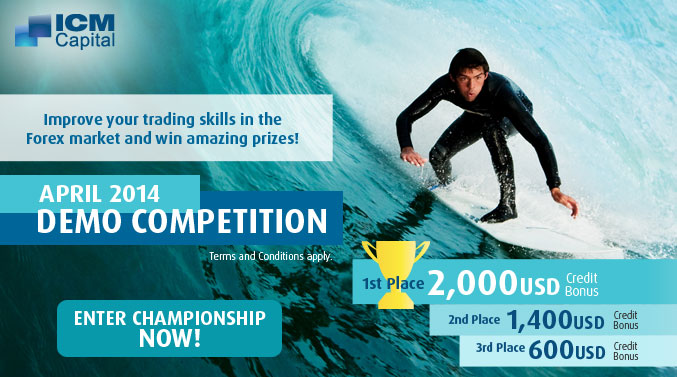 ICM
Capital
Improve your trading skills in the
Forex market and win amazing prizes!
APRIL 2014
DEMO COMPETITION
Terms and Conditions apply.
1st Place 2,000USD Credit Bonus
2nd Place 1,400USD Credit Bonus
3rd Place 600USD Credit Bonus
ENTER CHAMPIONSHIP
NOW!